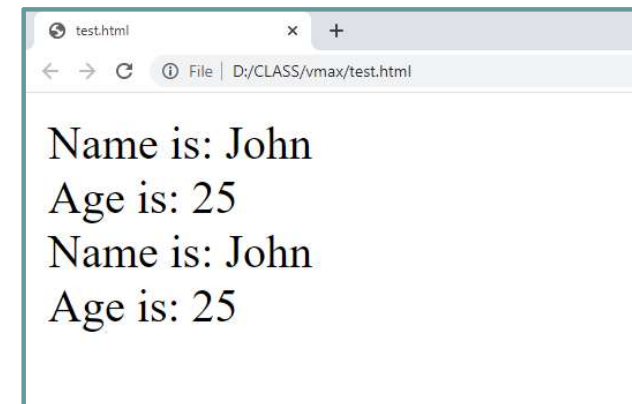 test.html
File | D:/CLASS/vmax/test.html
Name is: John
Age is: 25
Name is: John
Age is: 25